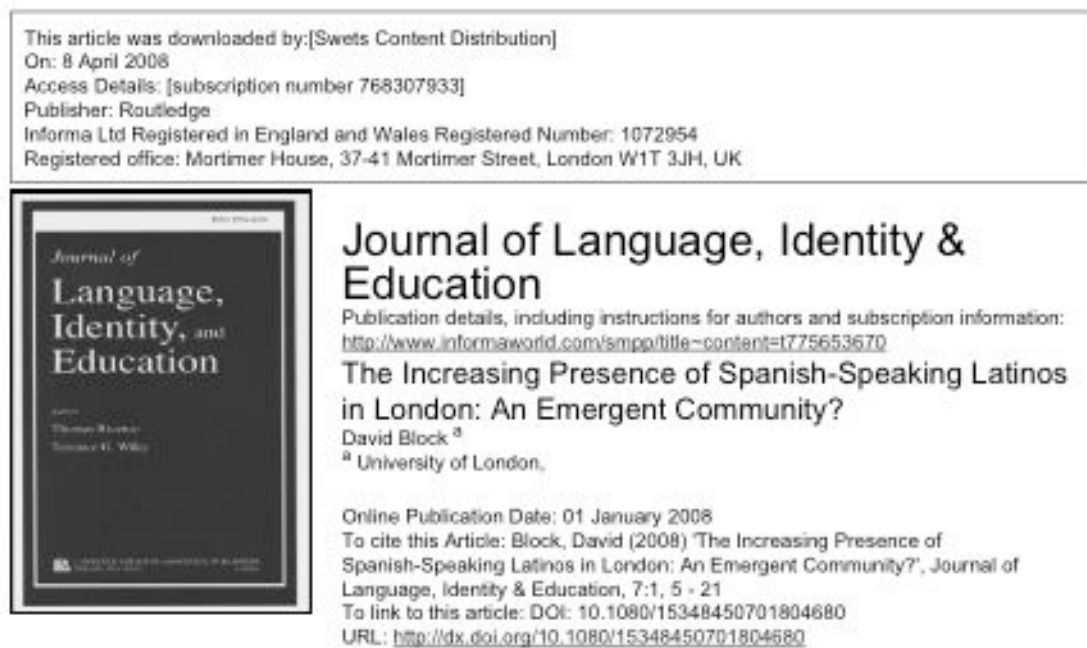 This article was downloaded by:[Swets Content Distribution]
On: 8 April 2008
Access Details: [subscription number 768307933]
Publisher: Routledge
Informa Ltd Registered in England and Wales Registered Number: 1072954
Registered office: Mortimer House, 37-41 Mortimer Street, London W1T 3JH, UK
Journal of
Language,
Identity, and
Education
Journal of Language, Identity &
Education
Publication details, including instructions for authors and subscription information:
http://www.informaworld.com/smpp/title~content=t775653670
The Increasing Presence of Spanish-Speaking Latinos
in London: An Emergent Community?
David Block a
a University of London,
Online Publication Date: 01 January 2008
To cite this Article: Block, David (2008) 'The Increasing Presence of
Spanish-Speaking Latinos in London: An Emergent Community?', Journal of
Language, Identity & Education, 7:1, 5 - 21
To link to this article: DOI: 10.1080/15348450701804680
URL: http://dx.doi.org/10.1080/15348450701804680